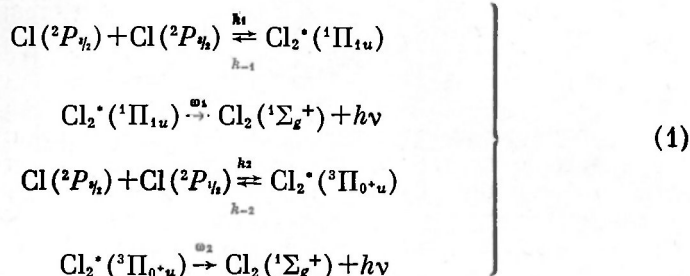 Cl(²P₃/₂)+Cl(²P₃/₂) ⇌ Cl₂*(¹Π₁ᵤ)
k₁
k₋₁
Cl₂*(¹Π₁ᵤ) → Cl₂(¹Σg⁺)+hν
ω₁
(1)
Cl(²P₃/₂)+Cl(²P₁/₂) ⇌ Cl₂*(³Π₀⁺ᵤ)
k₂
k₋₂
Cl₂*(³Π₀⁺ᵤ) → Cl₂(¹Σg⁺)+hν
ω₂